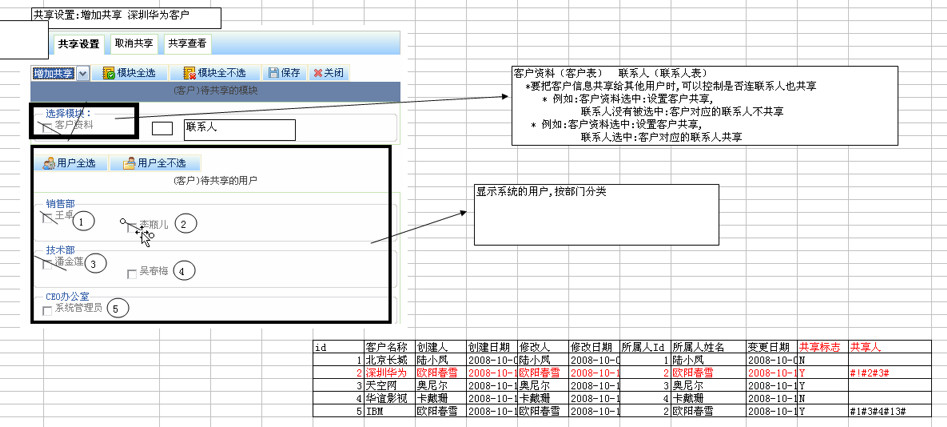 共享设置:增加共享 深圳华为客户
共享设置 取消共享 共享查看
增加共享 模块全选 模块全不选 保存 关闭
(客户)待共享的模块
选择模块：
客户资料
联系人
用户全选 用户全不选
(客户)待共享的用户
销售部
王卓 1 李顺儿 2
技术部
潘金莲 3 吴春梅 4
CEO办公室
系统管理员 5
客户资料（客户表） 联系人（联系人表）
*要把客户信息共享给其他用户时,可以控制是否连联系人也共享
* 例如:客户资料选中:设置客户共享,
联系人没有被选中:客户对应的联系人不共享
* 例如:客户资料选中:设置客户共享,
联系人选中:客户对应的联系人共享
显示系统的用户,按部门分类
id 客户名称 创建人 创建日期 修改人 修改日期 所属人Id 所属人姓名 变更日期 共享标志 共享人
1 北京长城 陆小凤 2008-10-0 陆小凤 2008-10-0 1 陆小凤 2008-10-0 N
2 深圳华为 欧阳春雪 2008-10-1 欧阳春雪 2008-10-1 2 欧阳春雪 2008-10-1 Y #!#2#3#
3 天空网 奥尼尔 2008-10-1 奥尼尔 2008-10-1 3 奥尼尔 2008-10-1 Y
4 华谊影视 卡戴珊 2008-10-1 卡戴珊 2008-10-1 4 卡戴珊 2008-10-1 N
5 IBM 欧阳春雪 2008-10-1 欧阳春雪 2008-10-1 2 欧阳春雪 2008-10-1 Y #1#3#4#13#